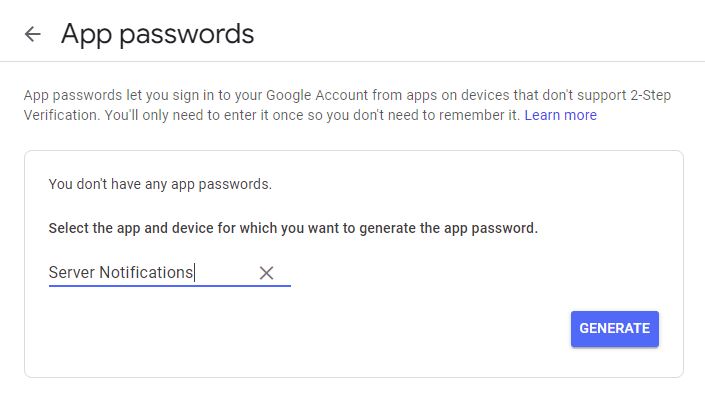 App passwords
App passwords let you sign in to your Google Account from apps on devices that don't support 2-Step
Verification. You'll only need to enter it once so you don't need to remember it. Learn more
You don't have any app passwords.
Select the app and device for which you want to generate the app password.
Server Notifications
GENERATE